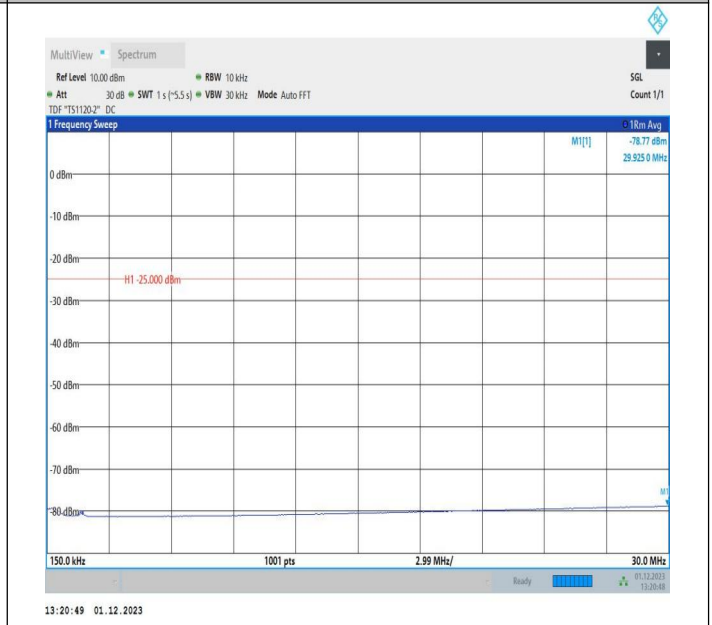 R S
MultiView Spectrum
Ref Level 10.00 dBm RBW 10 kHz SGL
Att 30 dB SWT 1 s (~5.5 s) VBW 30 kHz Mode Auto FFT Count 1/1
TDF "TS1120-2" DC
1 Frequency Sweep 1Rm Avg
M1[1] -78.77 dBm
29.925 0 MHz
0 dBm
-10 dBm
-20 dBm
H1 -25.000 dBm
-30 dBm
-40 dBm
-50 dBm
-60 dBm
-70 dBm
M1
-80 dBm
150.0 kHz 1001 pts 2.99 MHz/ 30.0 MHz
Ready 01.12.2023
13:20:48
13:20:49 01.12.2023